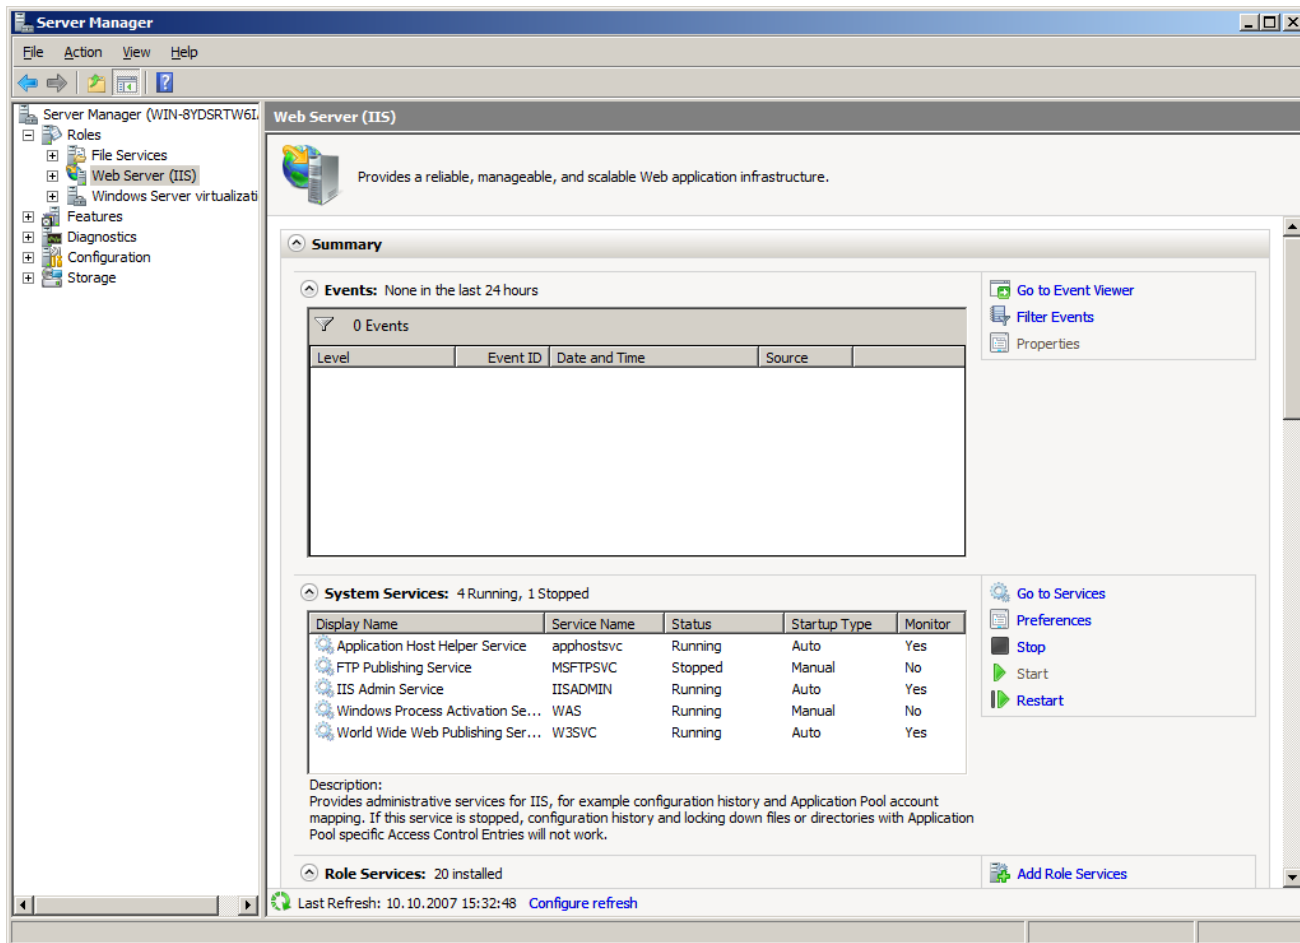 Server Manager
File Action View Help
Server Manager (WIN-8YDSRTW6I
Roles
File Services
Web Server (IIS)
Windows Server virtualizati
Features
Diagnostics
Configuration
Storage
Web Server (IIS)
Provides a reliable, manageable, and scalable Web application infrastructure.
Summary
Events: None in the last 24 hours
0 Events
Level Event ID Date and Time Source
Go to Event Viewer
Filter Events
Properties
System Services: 4 Running, 1 Stopped
Display Name Service Name Status Startup Type Monitor
Application Host Helper Service apphostsvc Running Auto Yes
FTP Publishing Service MSFTPSVC Stopped Manual No
IIS Admin Service IISADMIN Running Auto Yes
Windows Process Activation Se... WAS Running Manual No
World Wide Web Publishing Ser... W3SVC Running Auto Yes
Go to Services
Preferences
Stop
Start
Restart
Description:
Provides administrative services for IIS, for example configuration history and Application Pool account
mapping. If this service is stopped, configuration history and locking down files or directories with Application
Pool specific Access Control Entries will not work.
Role Services: 20 installed
Add Role Services
Last Refresh: 10.10.2007 15:32:48 Configure refresh